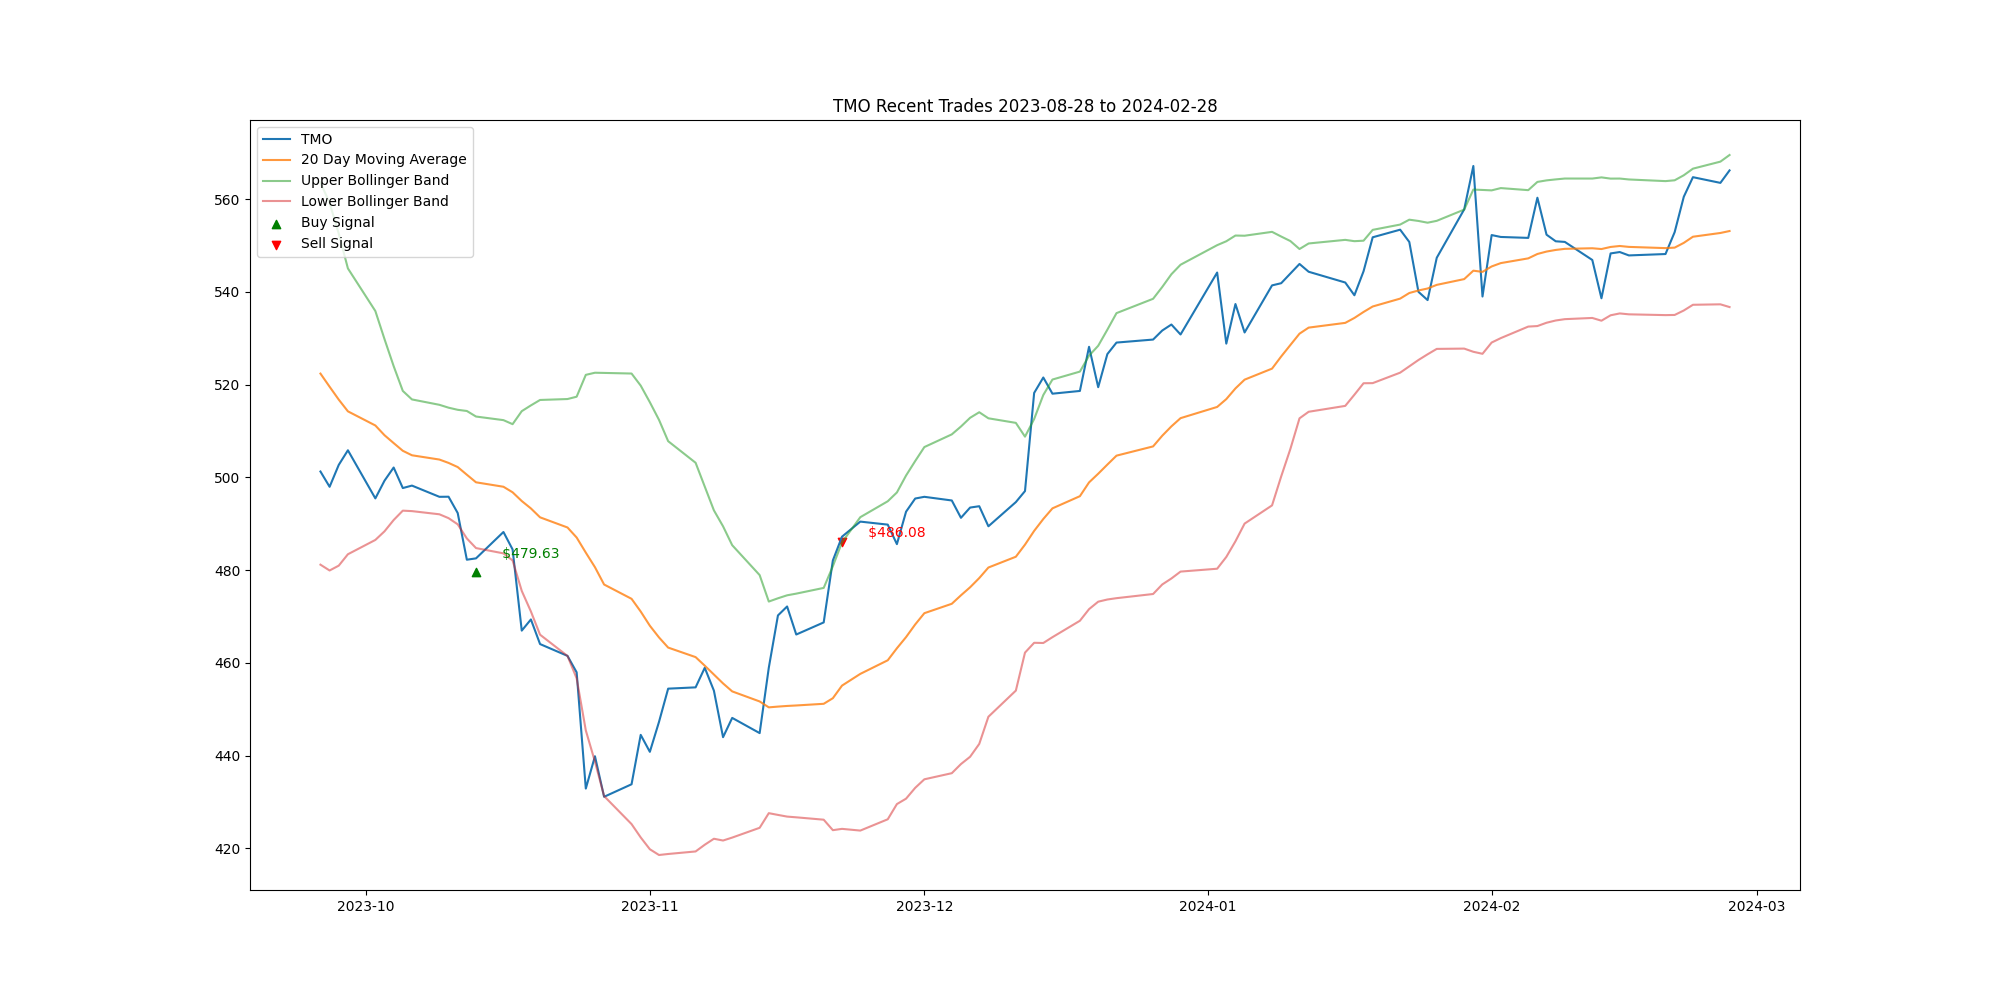 TMO Recent Trades 2023-08-28 to 2024-02-28
TMO
20 Day Moving Average
Upper Bollinger Band
Lower Bollinger Band
Buy Signal
Sell Signal
560
540
520
500
480
460
440
420
$479.63
$486.08
2023-10
2023-11
2023-12
2024-01
2024-02
2024-03